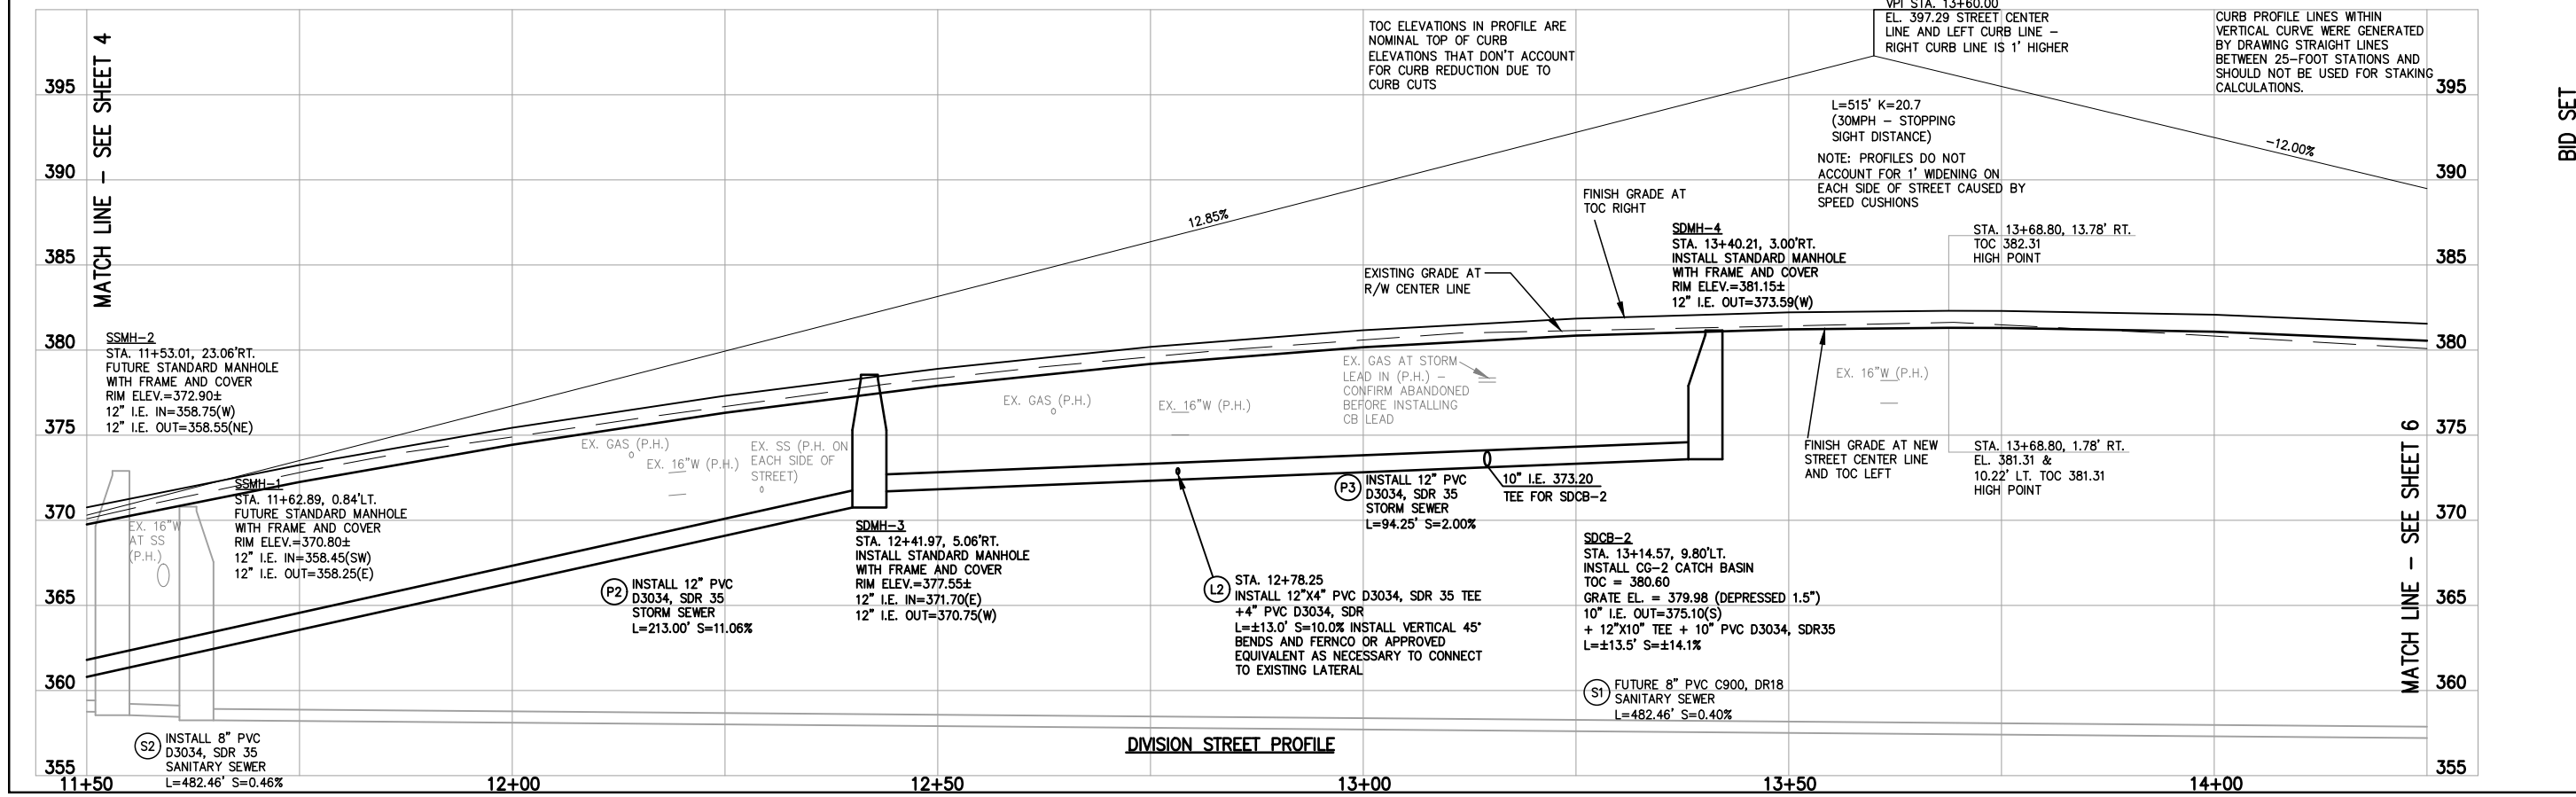 MATCH LINE - SEE SHEET 4
TOC ELEVATIONS IN PROFILE ARE
NOMINAL TOP OF CURB
ELEVATIONS THAT DON'T ACCOUNT
FOR CURB REDUCTION DUE TO
CURB CUTS
VPI STA. 13+60.00
EL. 397.29 STREET CENTER
LINE AND LEFT CURB LINE –
RIGHT CURB LINE IS 1' HIGHER
CURB PROFILE LINES WITHIN
VERTICAL CURVE WERE GENERATED
BY DRAWING STRAIGHT LINES
BETWEEN 25–FOOT STATIONS AND
SHOULD NOT BE USED FOR STAKING
CALCULATIONS.
BID SET
395
390
385
380
375
370
365
360
355
395
390
385
380
375
370
365
360
355
L=515' K=20.7
(30MPH – STOPPING
SIGHT DISTANCE)
NOTE: PROFILES DO NOT
ACCOUNT FOR 1' WIDENING ON
EACH SIDE OF STREET CAUSED BY
SPEED CUSHIONS
12.85%
-12.00%
FINISH GRADE AT
TOC RIGHT
EXISTING GRADE AT
R/W CENTER LINE
SDMH-4
STA. 13+40.21, 3.00'RT.
INSTALL STANDARD MANHOLE
WITH FRAME AND COVER
RIM ELEV.=381.15±
12" I.E. OUT=373.59(W)
STA. 13+68.80, 13.78' RT.
TOC 382.31
HIGH POINT
SSMH-2
STA. 11+53.01, 23.06'RT.
FUTURE STANDARD MANHOLE
WITH FRAME AND COVER
RIM ELEV.=372.90±
12" I.E. IN=358.75(W)
12" I.E. OUT=358.55(NE)
SSMH-1
STA. 11+62.89, 0.84'LT.
FUTURE STANDARD MANHOLE
WITH FRAME AND COVER
RIM ELEV.=370.80±
12" I.E. IN=358.45(SW)
12" I.E. OUT=358.25(E)
EX. 16"W
AT SS
(P.H.)
EX. GAS (P.H.)
EX. 16"W (P.H.)
EX. SS (P.H. ON
EACH SIDE OF
STREET)
EX. GAS (P.H.)
EX. 16"W (P.H.)
EX. GAS AT STORM
LEAD IN (P.H.) –
CONFIRM ABANDONED
BEFORE INSTALLING
CB LEAD
EX. 16"W (P.H.)
FINISH GRADE AT NEW
STREET CENTER LINE
AND TOC LEFT
STA. 13+68.80, 1.78' RT.
EL. 381.31 &
10.22' LT. TOC 381.31
HIGH POINT
P2
INSTALL 12" PVC
D3034, SDR 35
STORM SEWER
L=213.00' S=11.06%
SDMH-3
STA. 12+41.97, 5.06'RT.
INSTALL STANDARD MANHOLE
WITH FRAME AND COVER
RIM ELEV.=377.55±
12" I.E. IN=371.70(E)
12" I.E. OUT=370.75(W)
L2
STA. 12+78.25
INSTALL 12"X4" PVC D3034, SDR 35 TEE
+4" PVC D3034, SDR
L=±13.0' S=10.0% INSTALL VERTICAL 45°
BENDS AND FERNCO OR APPROVED
EQUIVALENT AS NECESSARY TO CONNECT
TO EXISTING LATERAL
P3
INSTALL 12" PVC
D3034, SDR 35
STORM SEWER
L=94.25' S=2.00%
10" I.E. 373.20
TEE FOR SDCB-2
SDCB-2
STA. 13+14.57, 9.80'LT.
INSTALL CG-2 CATCH BASIN
TOC = 380.60
GRATE EL. = 379.98 (DEPRESSED 1.5")
10" I.E. OUT=375.10(S)
+ 12"X10" TEE + 10" PVC D3034, SDR35
L=±13.5' S=±14.1%
S1
FUTURE 8" PVC C900, DR18
SANITARY SEWER
L=482.46' S=0.40%
S2
INSTALL 8" PVC
D3034, SDR 35
SANITARY SEWER
L=482.46' S=0.46%
MATCH LINE - SEE SHEET 6
DIVISION STREET PROFILE
11+50
12+00
12+50
13+00
13+50
14+00